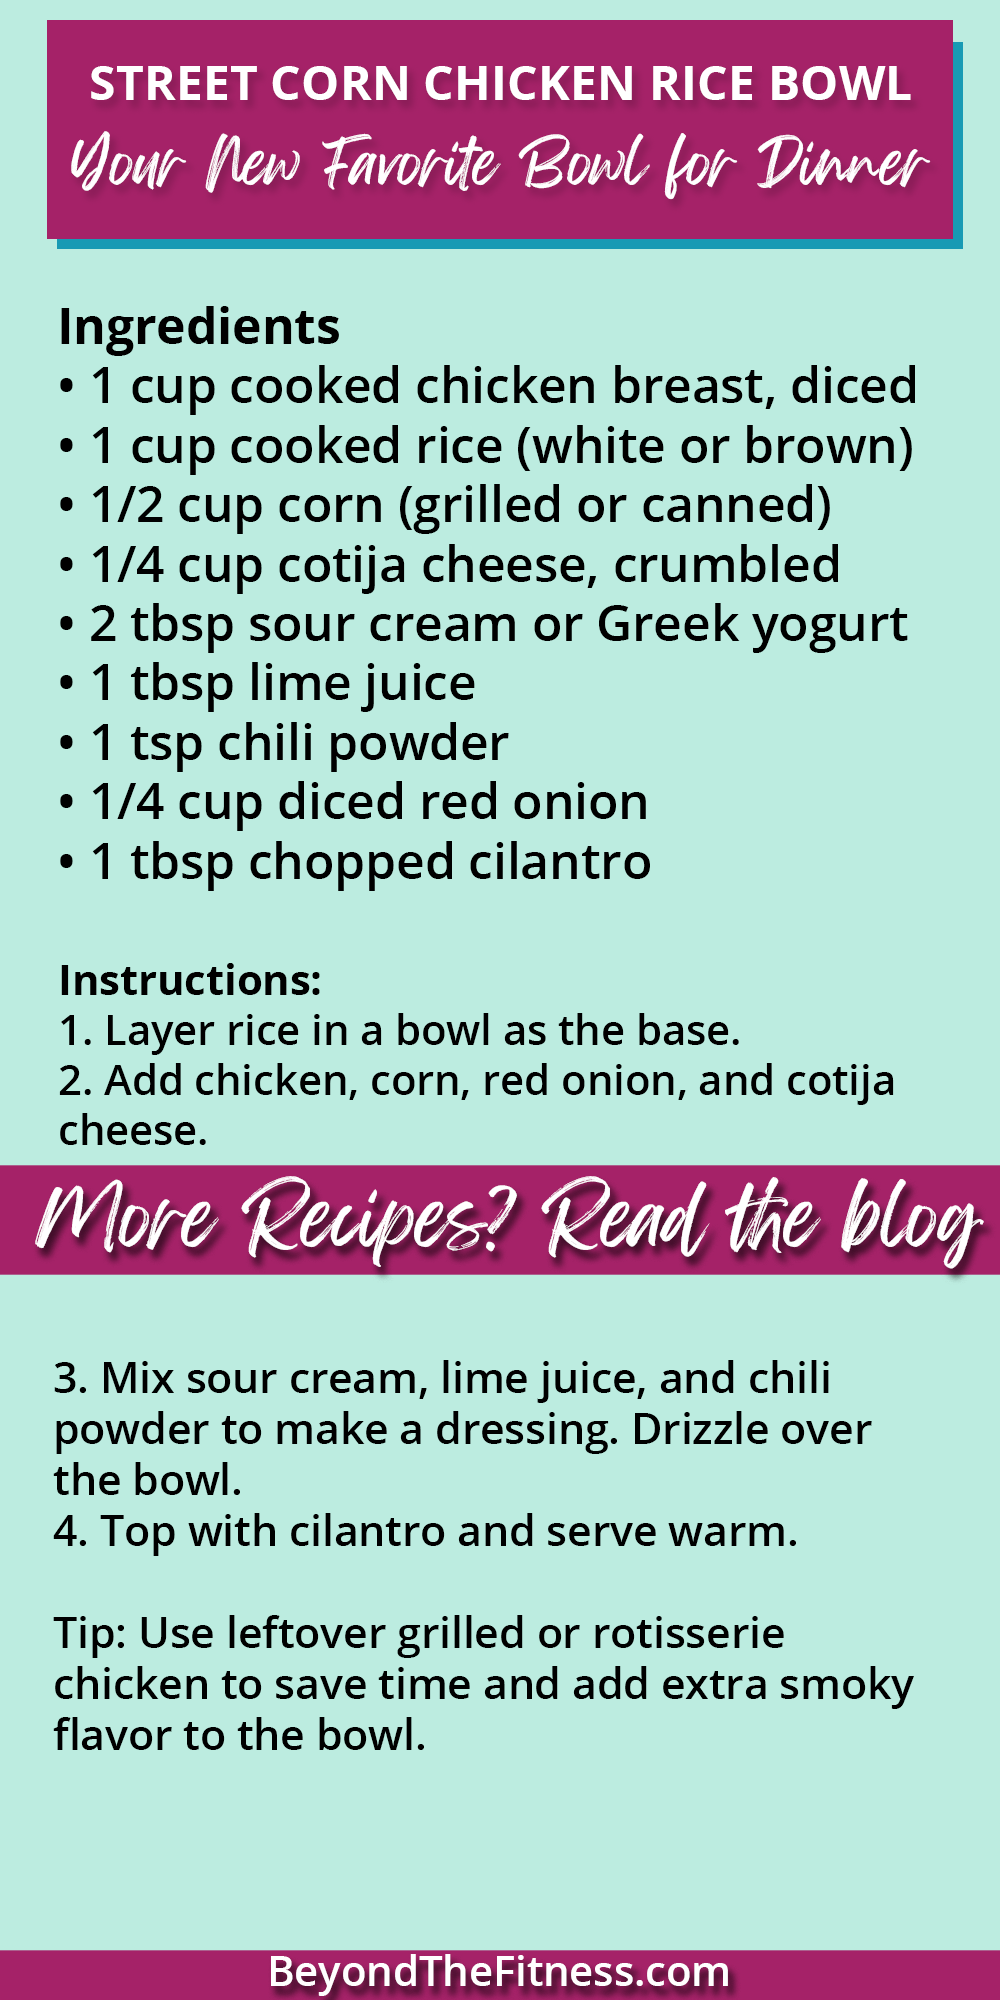 STREET CORN CHICKEN RICE BOWL
Your New Favorite Bowl for Dinner
Ingredients
• 1 cup cooked chicken breast, diced
• 1 cup cooked rice (white or brown)
• 1/2 cup corn (grilled or canned)
• 1/4 cup cotija cheese, crumbled
• 2 tbsp sour cream or Greek yogurt
• 1 tbsp lime juice
• 1 tsp chili powder
• 1/4 cup diced red onion
• 1 tbsp chopped cilantro
Instructions:
1. Layer rice in a bowl as the base.
2. Add chicken, corn, red onion, and cotija
cheese.
More Recipes? Read the blog
3. Mix sour cream, lime juice, and chili
powder to make a dressing. Drizzle over
the bowl.
4. Top with cilantro and serve warm.
Tip: Use leftover grilled or rotisserie
chicken to save time and add extra smoky
flavor to the bowl.
BeyondTheFitness.com